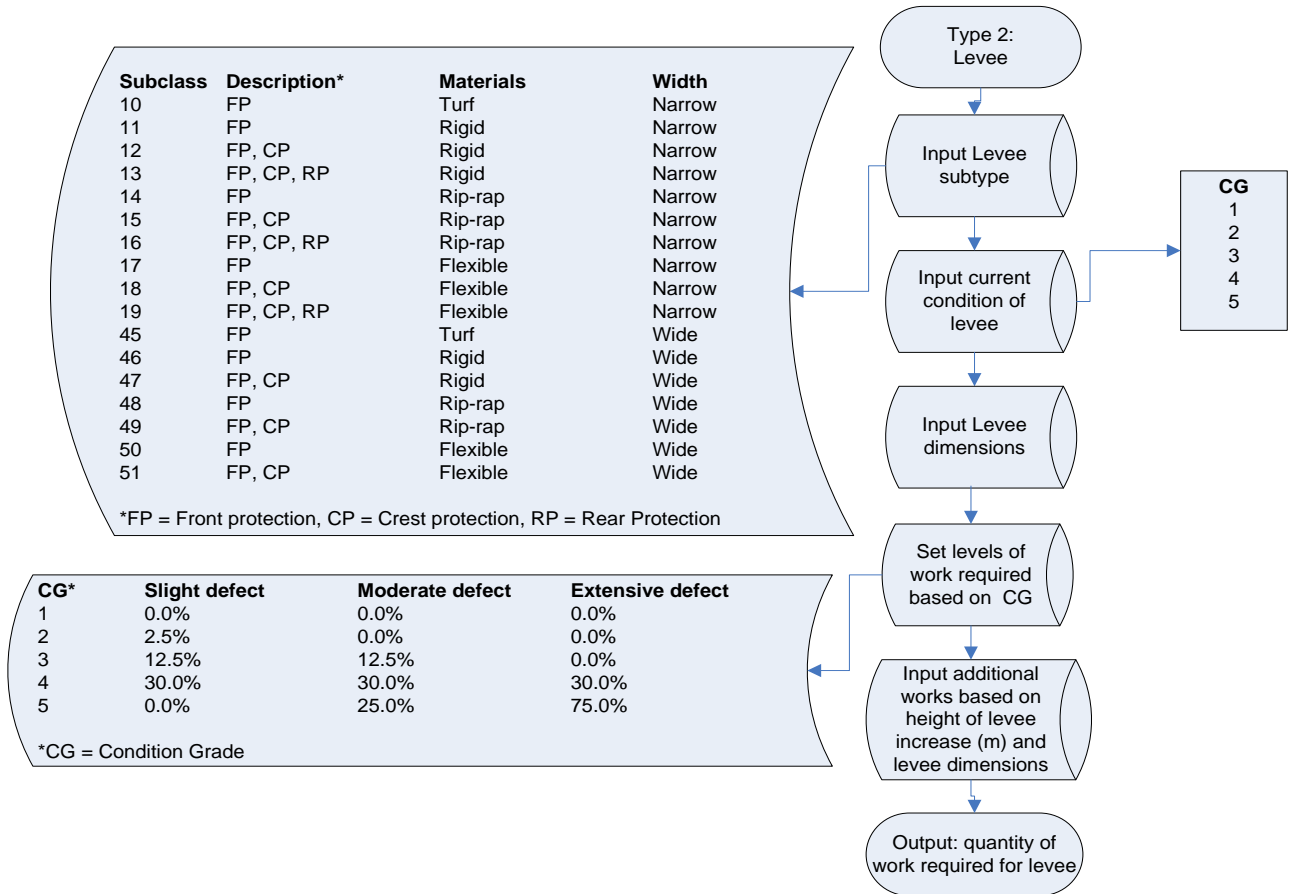 Type 2:
Levee
Subclass Description* Materials Width
10 FP Turf Narrow
11 FP Rigid Narrow
12 FP, CP Rigid Narrow
13 FP, CP, RP Rigid Narrow
14 FP Rip-rap Narrow
15 FP, CP Rip-rap Narrow
16 FP, CP, RP Rip-rap Narrow
17 FP Flexible Narrow
18 FP, CP Flexible Narrow
19 FP, CP, RP Flexible Narrow
45 FP Turf Wide
46 FP Rigid Wide
47 FP, CP Rigid Wide
48 FP Rip-rap Wide
49 FP, CP Rip-rap Wide
50 FP Flexible Wide
51 FP, CP Flexible Wide
*FP = Front protection, CP = Crest protection, RP = Rear Protection
Input Levee
subtype
CG
1
2
3
4
5
Input current
condition of
levee
Input Levee
dimensions
Set levels of
work required
based on CG
CG* Slight defect Moderate defect Extensive defect
1 0.0% 0.0% 0.0%
2 2.5% 0.0% 0.0%
3 12.5% 12.5% 0.0%
4 30.0% 30.0% 30.0%
5 0.0% 25.0% 75.0%
*CG = Condition Grade
Input additional
works based on
height of levee
increase (m) and
levee dimensions
Output: quantity of
work required for levee